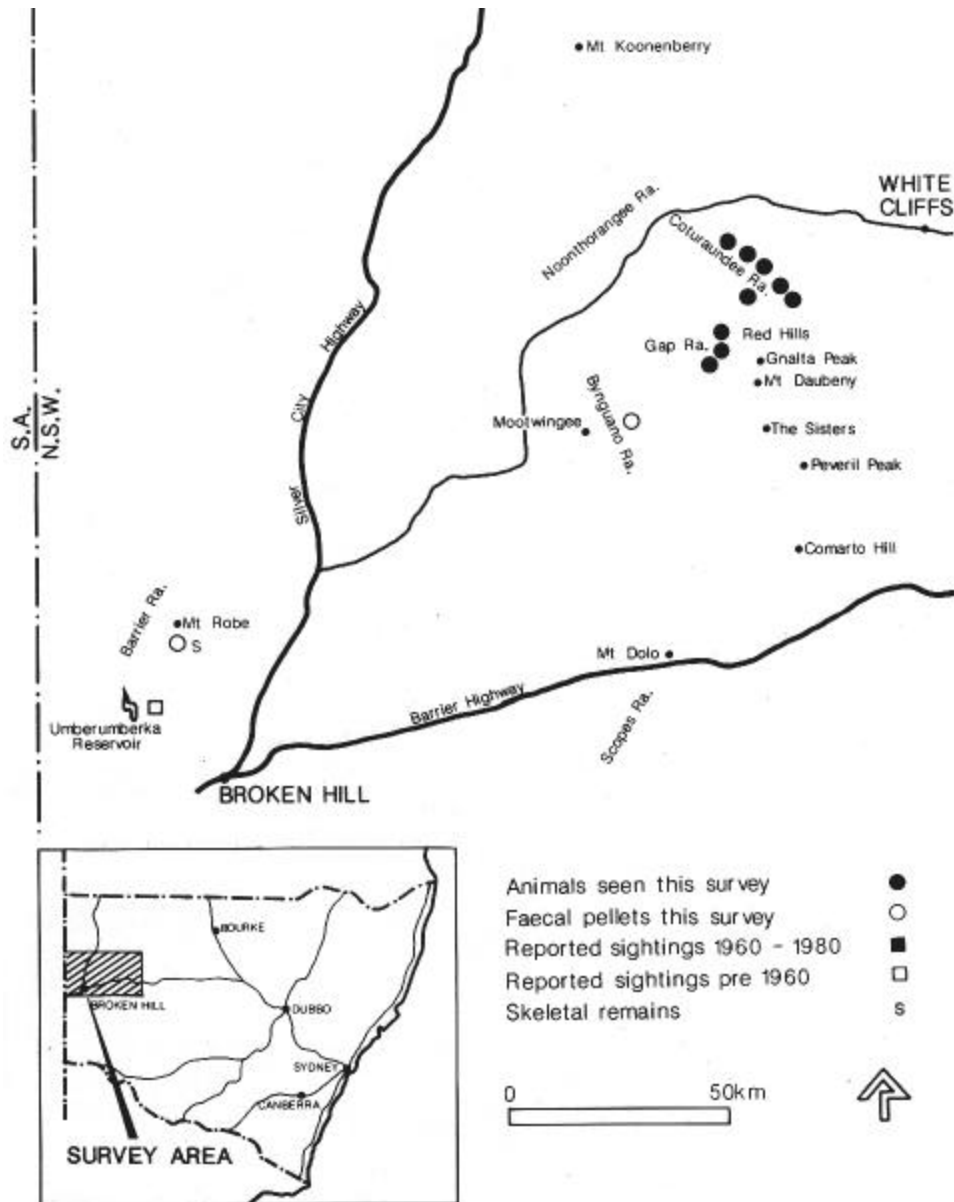 Mt Koonenberry
WHITE
CLIFFS
Noonthorangee Ra.
Coturaundee Ra.
Silver City Highway
Red Hills
Gap Ra.
Gnalta Peak
Mt Daubeny
S.A.
N.S.W.
Mootwingee
Bynguano Ra.
The Sisters
Peveril Peak
Comarto Hill
Barrier Ra.
Mt Robe
S
Mt Dolo
Barrier Highway
Scopes Ra.
Umberumberka
Reservoir
BROKEN HILL
BOURKE
BROKEN HILL
DUBBO
SYDNEY
CANBERRA
SURVEY AREA
Animals seen this survey
Faecal pellets this survey
Reported sightings 1960 - 1980
Reported sightings pre 1960
Skeletal remains S
0 50km